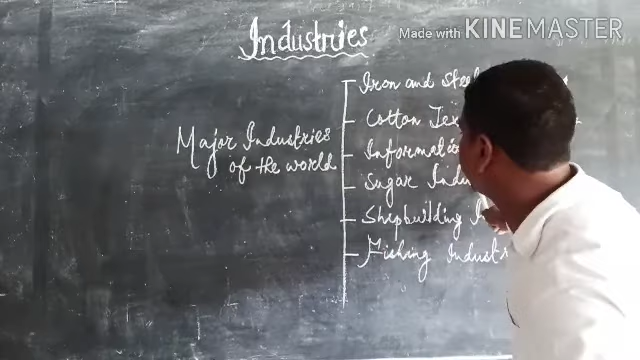 Made with KINEMASTER
Industries
Iron and Steel
Cotton Tex
Major Industries
of the world
Informati
Sugar Indu
Shipbuilding I
Fishing Industr